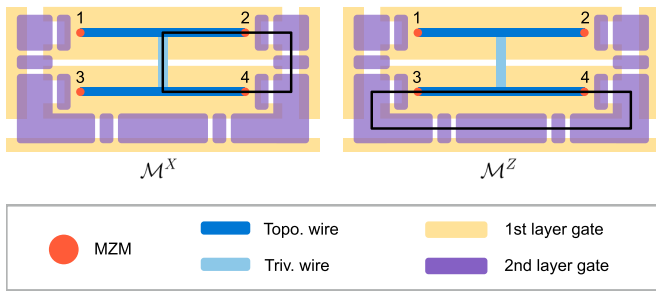 1 2 1 2
3 4 3 4
ℳ^X ℳ^Z
Topo. wire 1st layer gate
MZM
Triv. wire 2nd layer gate